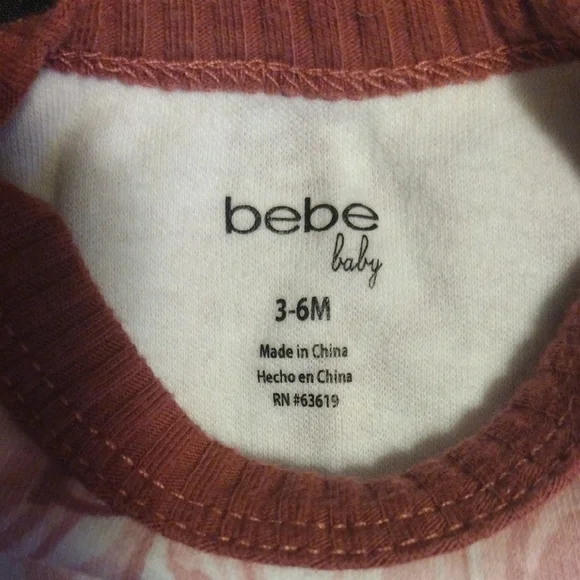 bebe
baby
3-6M
Made in China
Hecho en China
RN #63619